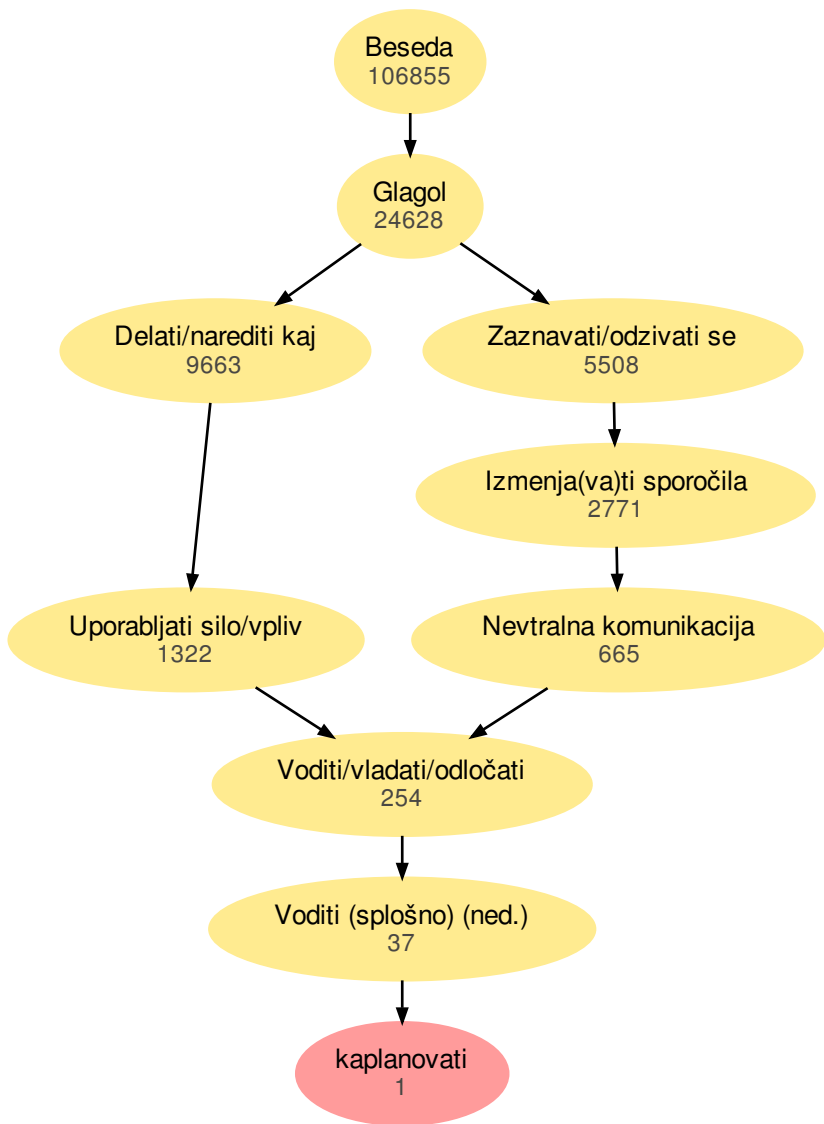 Beseda
106855
Glagol
24628
Delati/narediti kaj
9663
Zaznavati/odzivati se
5508
Izmenja(va)ti sporočila
2771
Uporabljati silo/vpliv
1322
Nevtralna komunikacija
665
Voditi/vladati/odločati
254
Voditi (splošno) (ned.)
37
kaplanovati
1